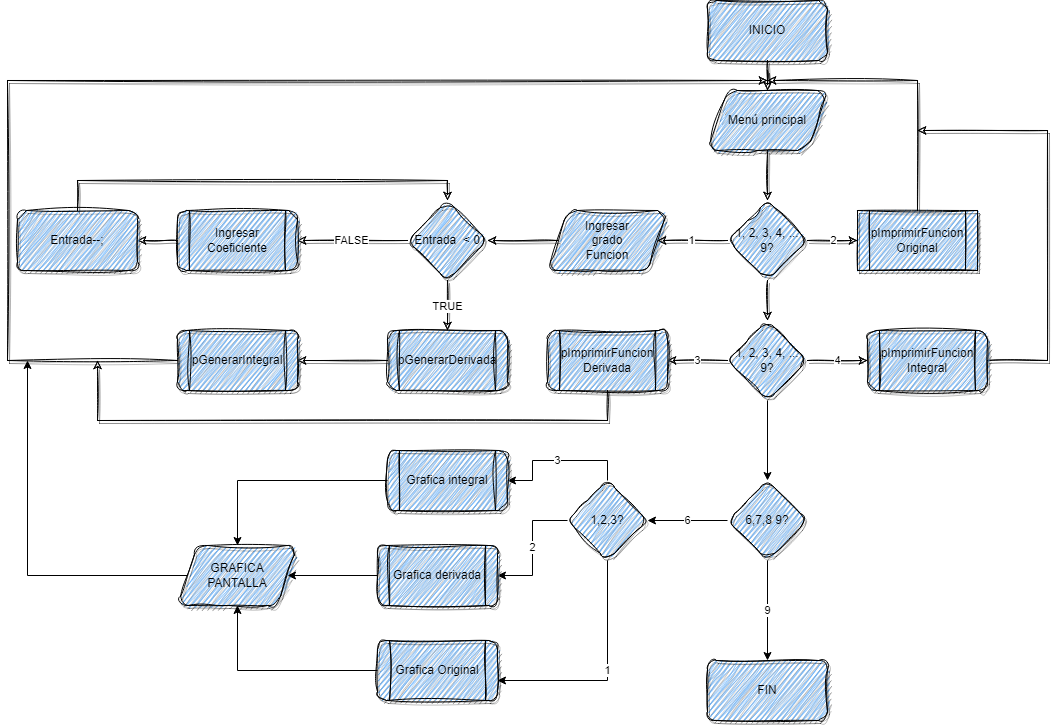 INICIO
Menú principal
Entrada--;
Ingresar
Coeficiente
FALSE
Entrada < 0
Ingresar
grado
Funcion
1
1, 2, 3, 4, ...
9?
2
pImprimirFuncion
Original
TRUE
pGenerarIntegral
pGenerarDerivada
pImprimirFuncion
Derivada
3
1, 2, 3, 4, ...
9?
4
pImprimirFuncion
Integral
Grafica integral
3
1,2,3?
6
6,7,8 9?
2
GRAFICA
PANTALLA
Grafica derivada
9
Grafica Original
1
FIN